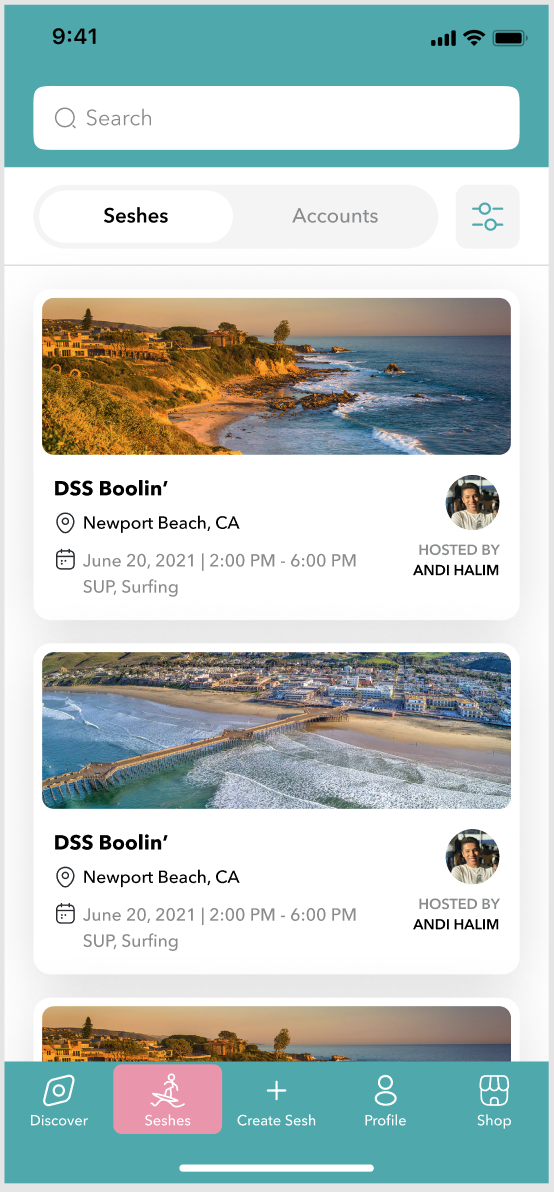 9:41
Search
Seshes Accounts
DSS Boolin’
Newport Beach, CA
June 20, 2021 | 2:00 PM - 6:00 PM
SUP, Surfing
HOSTED BY
ANDI HALIM
DSS Boolin’
Newport Beach, CA
June 20, 2021 | 2:00 PM - 6:00 PM
SUP, Surfing
HOSTED BY
ANDI HALIM
Discover Seshes Create Sesh Profile Shop